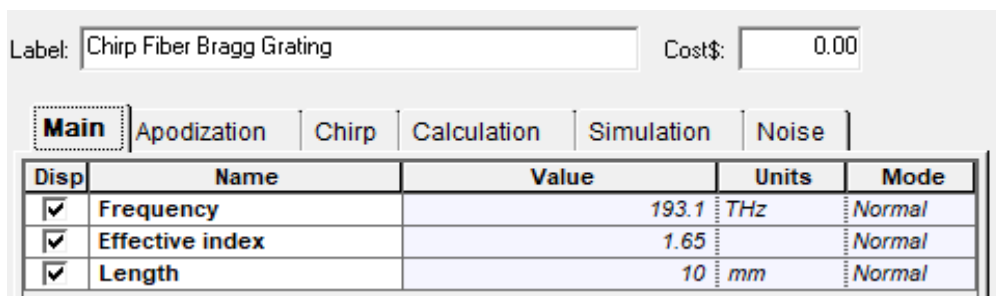 Label: Chirp Fiber Bragg Grating Cost$: 0.00
Main Apodization Chirp Calculation Simulation Noise
Disp Name Value Units Mode
Frequency 193.1 THz Normal
Effective index 1.65 Normal
Length 10 mm Normal